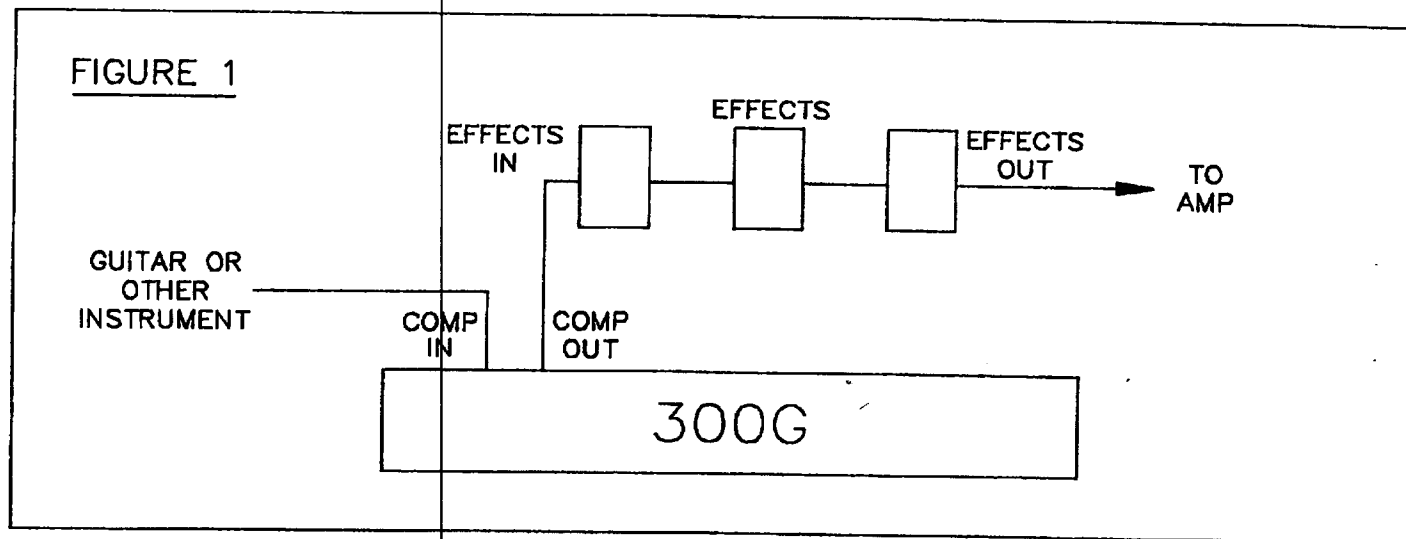 FIGURE 1
EFFECTS
IN
EFFECTS
EFFECTS
OUT
TO
AMP
GUITAR OR
OTHER
INSTRUMENT
COMP
IN
COMP
OUT
300G